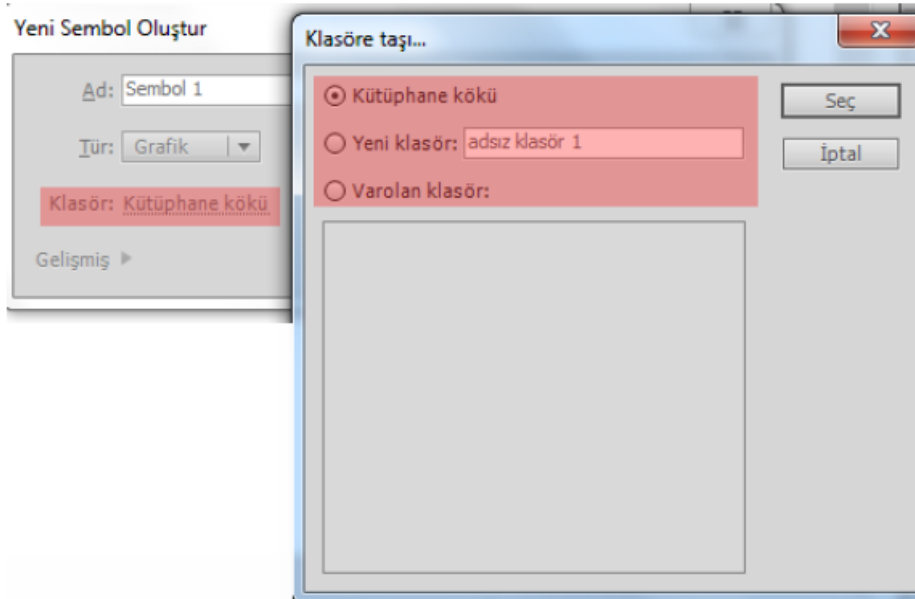 Yeni Sembol Oluştur
Ad: Sembol 1
Tür: Grafik
Klasör: Kütüphane kökü
Gelişmiş
Klasöre taşı...
Kütüphane kökü
Yeni klasör: adsız klasör 1
Varolan klasör:
Seç
İptal